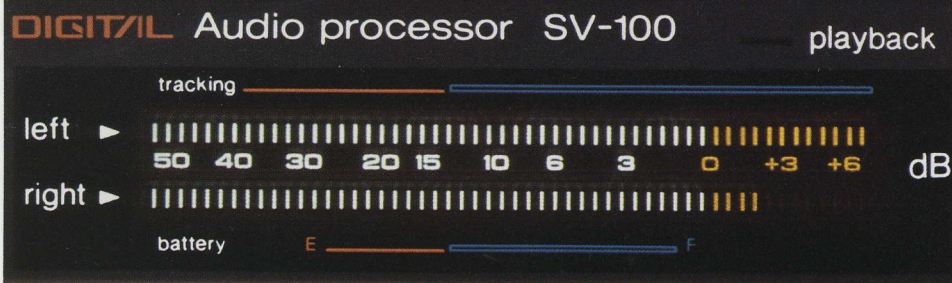 DIGITAL Audio processor SV-100
playback
tracking
left
50 40 30 20 15 10 6 3 0 +3 +6 dB
right
battery E F